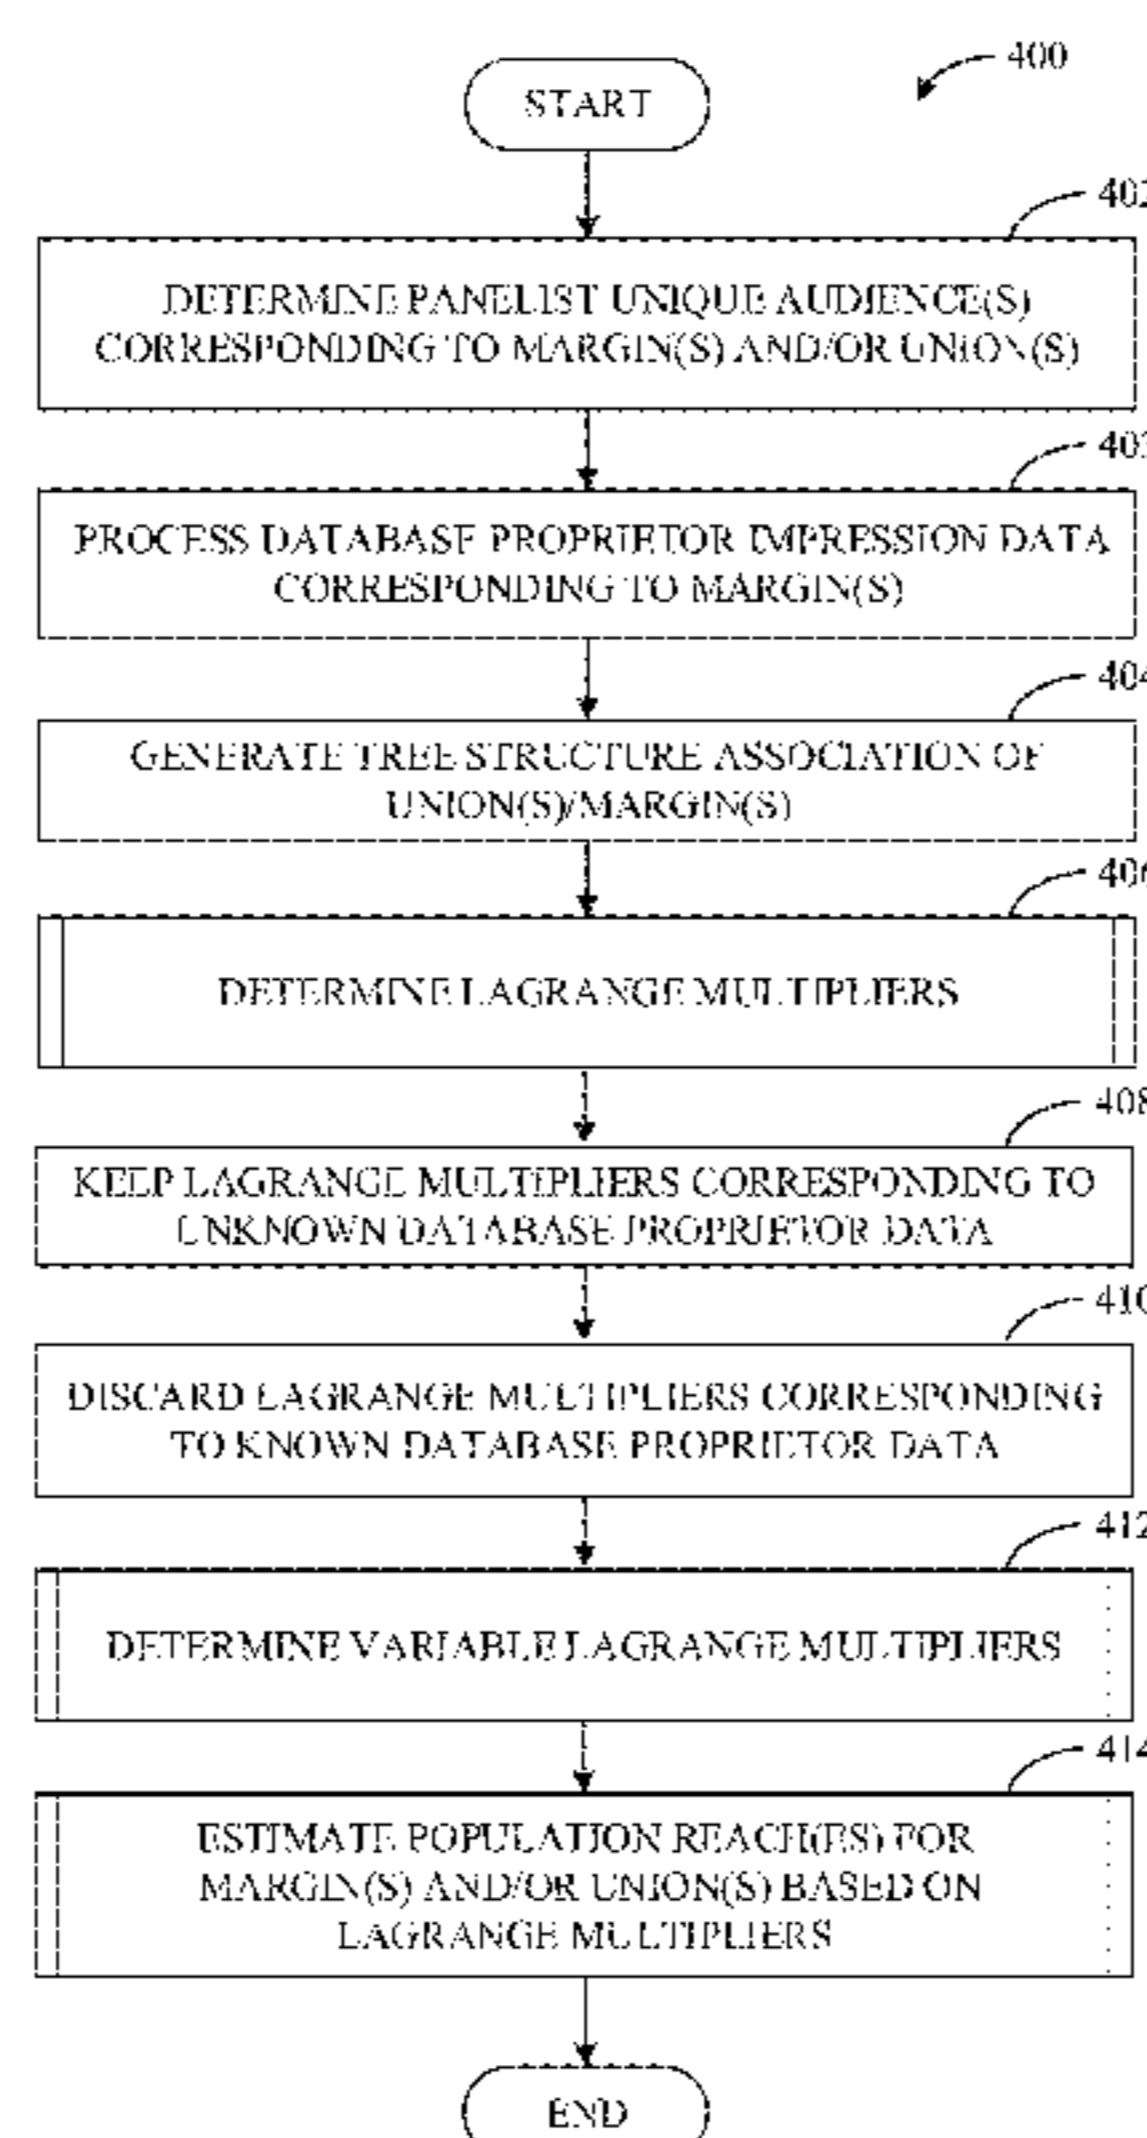 400
START
402
DETERMINE PANELIST UNIQUE AUDIENCE(S)
CORRESPONDING TO MARGIN(S) AND/OR UNION(S)
403
PROCESS DATABASE PROPRIETOR IMPRESSION DATA
CORRESPONDING TO MARGIN(S)
404
GENERATE TREE STRUCTURE ASSOCIATION OF
UNION(S)/MARGIN(S)
406
DETERMINE LAGRANGE MULTIPLIERS
408
KEEP LAGRANGE MULTIPLIERS CORRESPONDING TO
UNKNOWN DATABASE PROPRIETOR DATA
410
DISCARD LAGRANGE MULTIPLIERS CORRESPONDING
TO KNOWN DATABASE PROPRIETOR DATA
412
DETERMINE VARIABLE LAGRANGE MULTIPLIERS
414
ESTIMATE POPULATION REACH(ES) FOR
MARGIN(S) AND/OR UNION(S) BASED ON
LAGRANGE MULTIPLIERS
END